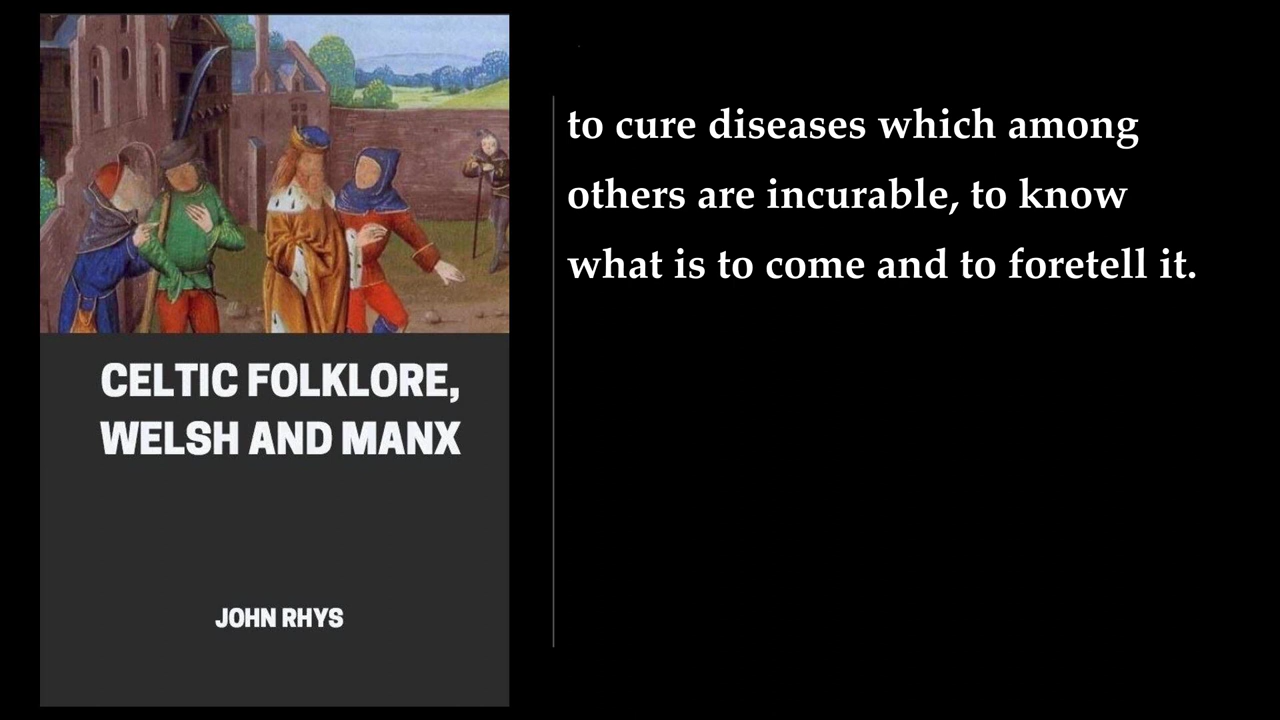 CELTIC FOLKLORE,
WELSH AND MANX
JOHN RHYS
to cure diseases which among
others are incurable, to know
what is to come and to foretell it.